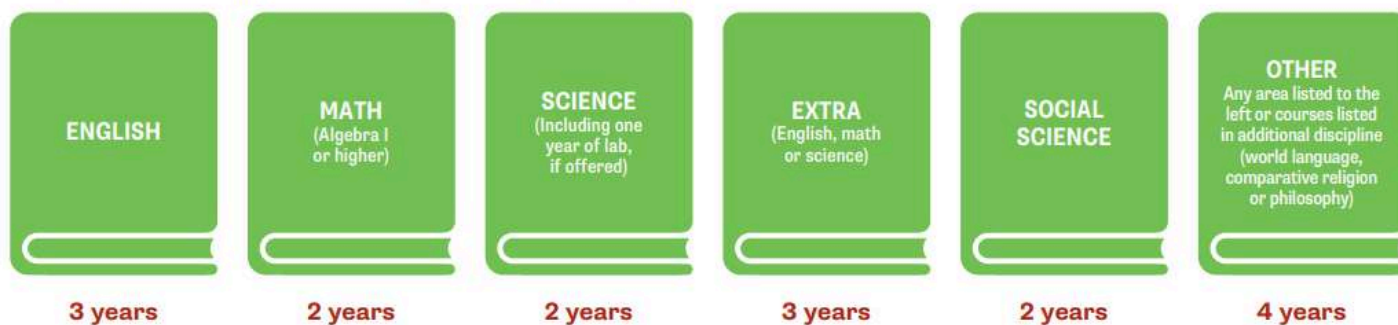 ENGLISH
3 years
MATH
(Algebra I
or higher)
2 years
SCIENCE
(Including one
year of lab,
if offered)
2 years
EXTRA
(English, math
or science)
3 years
SOCIAL
SCIENCE
2 years
OTHER
Any area listed to the
left or courses listed
in additional discipline
(world language,
comparative religion
or philosophy)
4 years